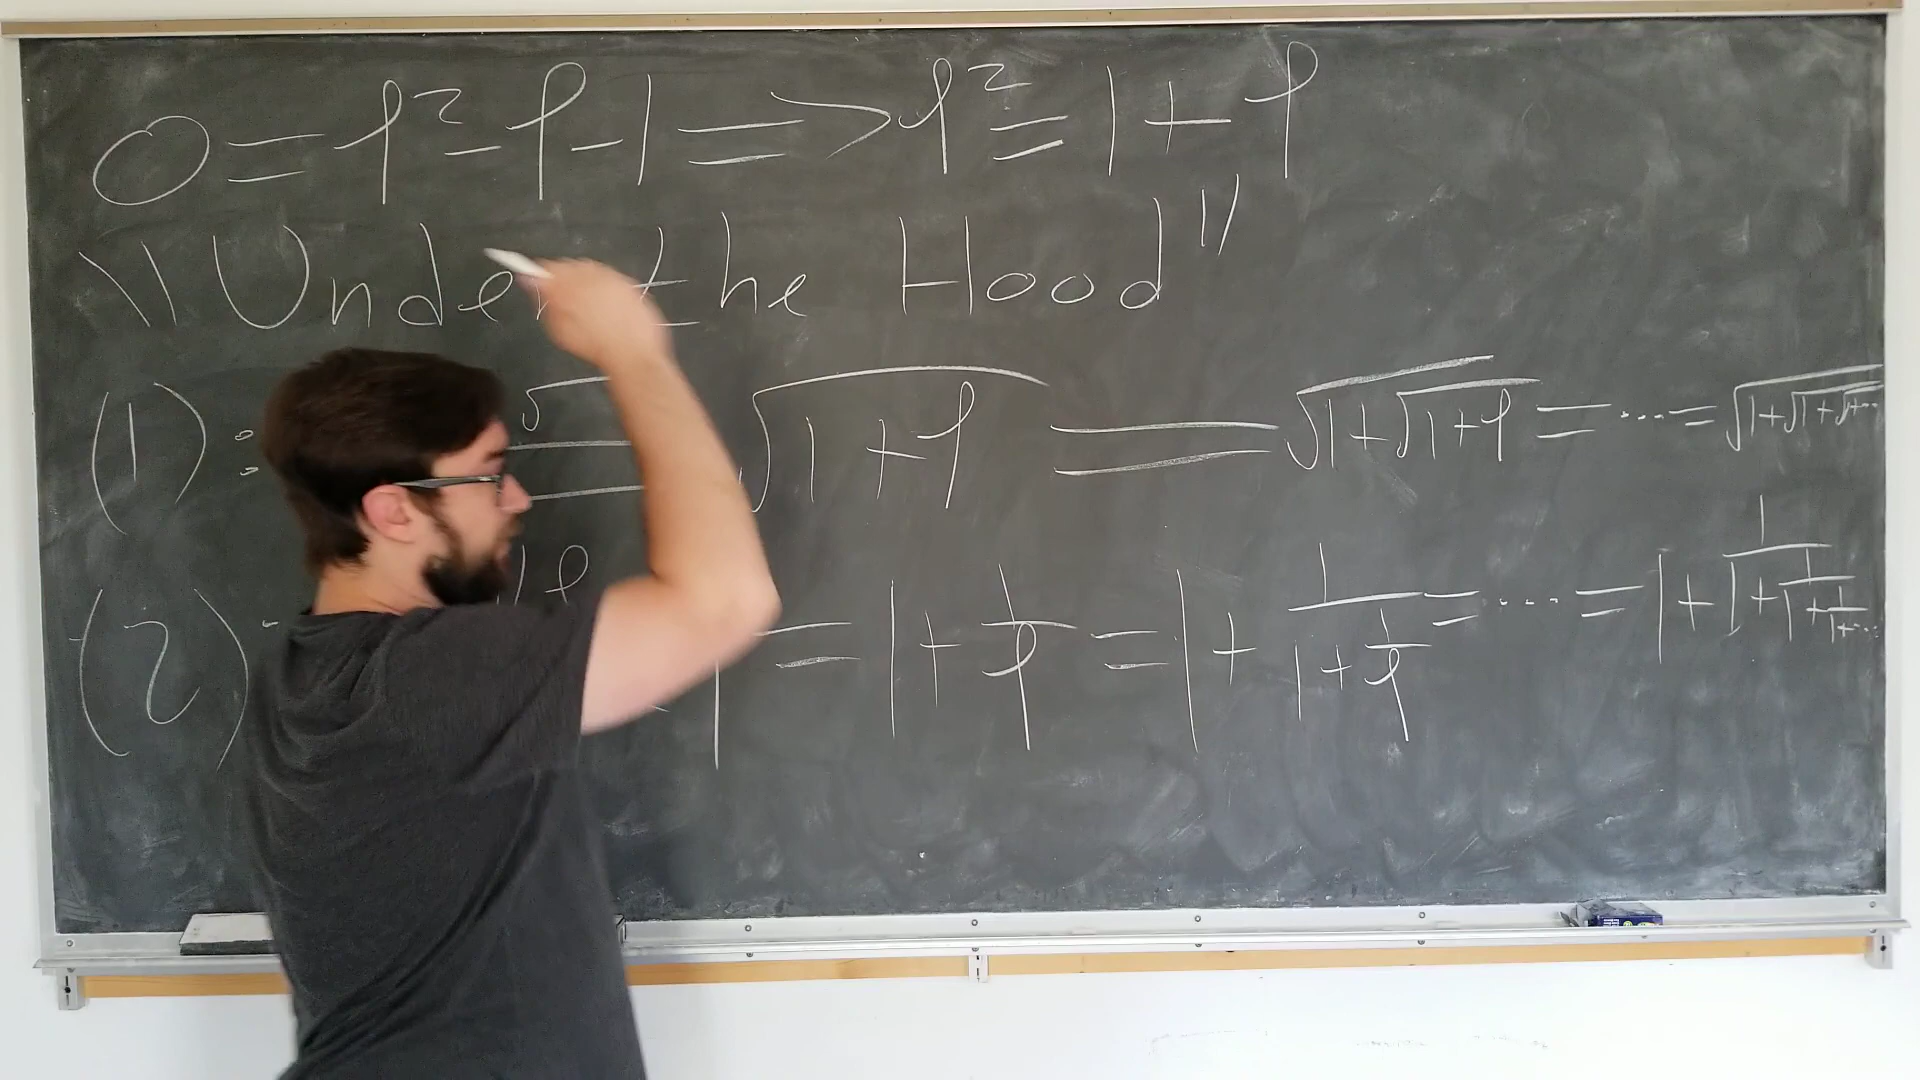 0 = φ² - φ - 1 => φ² = 1 + φ
"Under the Hood"
(1) : √ = √(1+φ) = √(1+√(1+φ)) = ... = √(1+√(1+√(1+...
(2) φ = 1 + 1/φ = 1 + 1/(1 + 1/φ) = ... = 1 + 1/(1 + 1/(1 + 1/(1+...